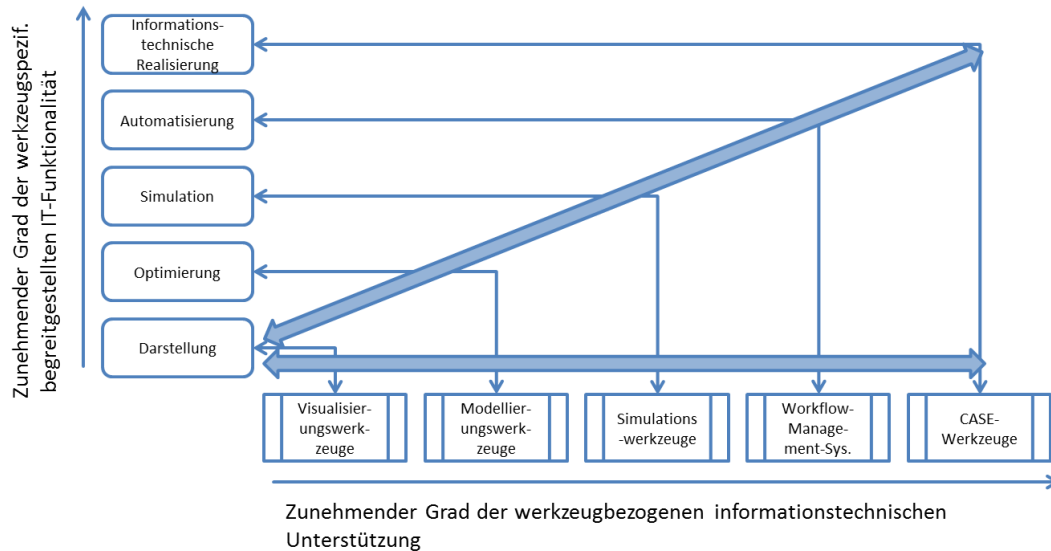 Zunehmender Grad der werkzeugspezif.
begreitgestellten IT-Funktionalität
Informations-
technische
Realisierung
Automatisierung
Simulation
Optimierung
Darstellung
Visualisier-
ungswerk-
zeuge
Modellier-
ungswerk-
zeuge
Simulations
-werkzeuge
Workflow-
Manage-
ment-Sys.
CASE-
Werkzeuge
Zunehmender Grad der werkzeugbezogenen informationstechnischen
Unterstützung